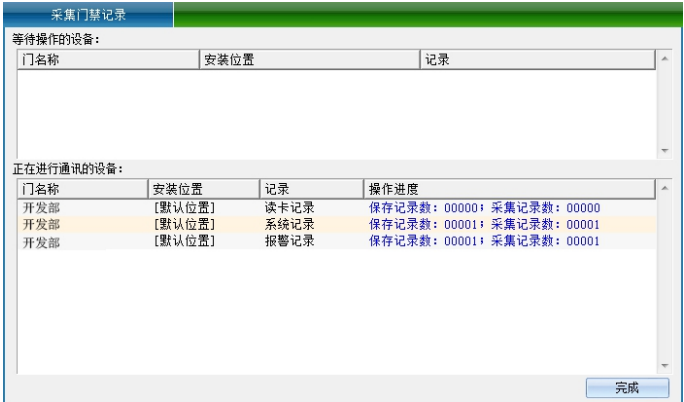 采集门禁记录
等待操作的设备：
门名称 安装位置 记录
正在进行通讯的设备：
门名称 安装位置 记录 操作进度
开发部 [默认位置] 读卡记录 保存记录数：00000；采集记录数：00000
开发部 [默认位置] 系统记录 保存记录数：00001；采集记录数：00001
开发部 [默认位置] 报警记录 保存记录数：00001；采集记录数：00001
完成